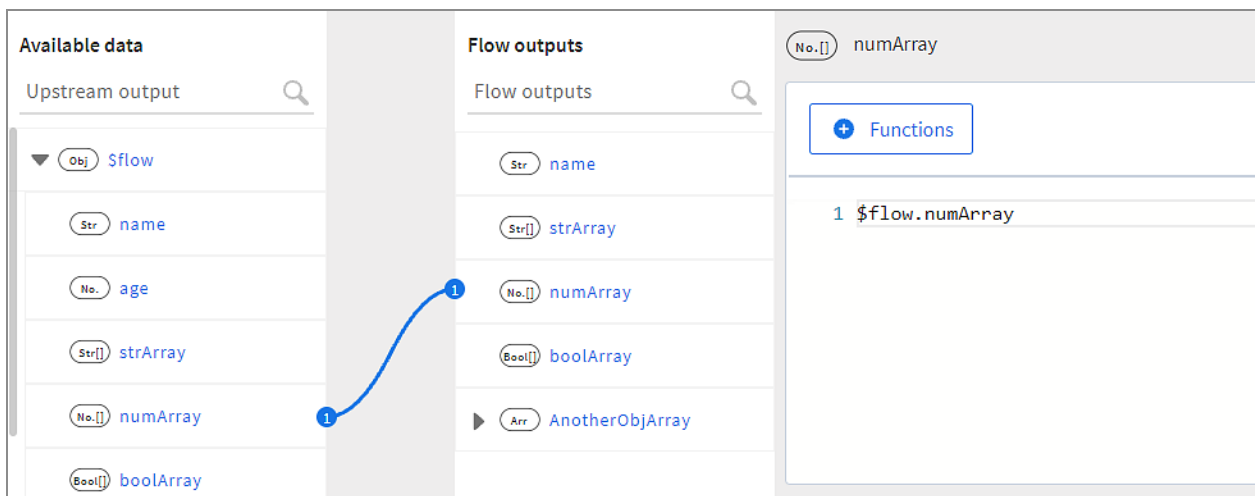 Available data
Upstream output
Obj $flow
Str name
No. age
Str[] strArray
No.[] numArray
1
Bool[] boolArray
Flow outputs
Flow outputs
Str name
Str[] strArray
1
No.[] numArray
Bool[] boolArray
Arr AnotherObjArray
No.[] numArray
Functions
1 $flow.numArray